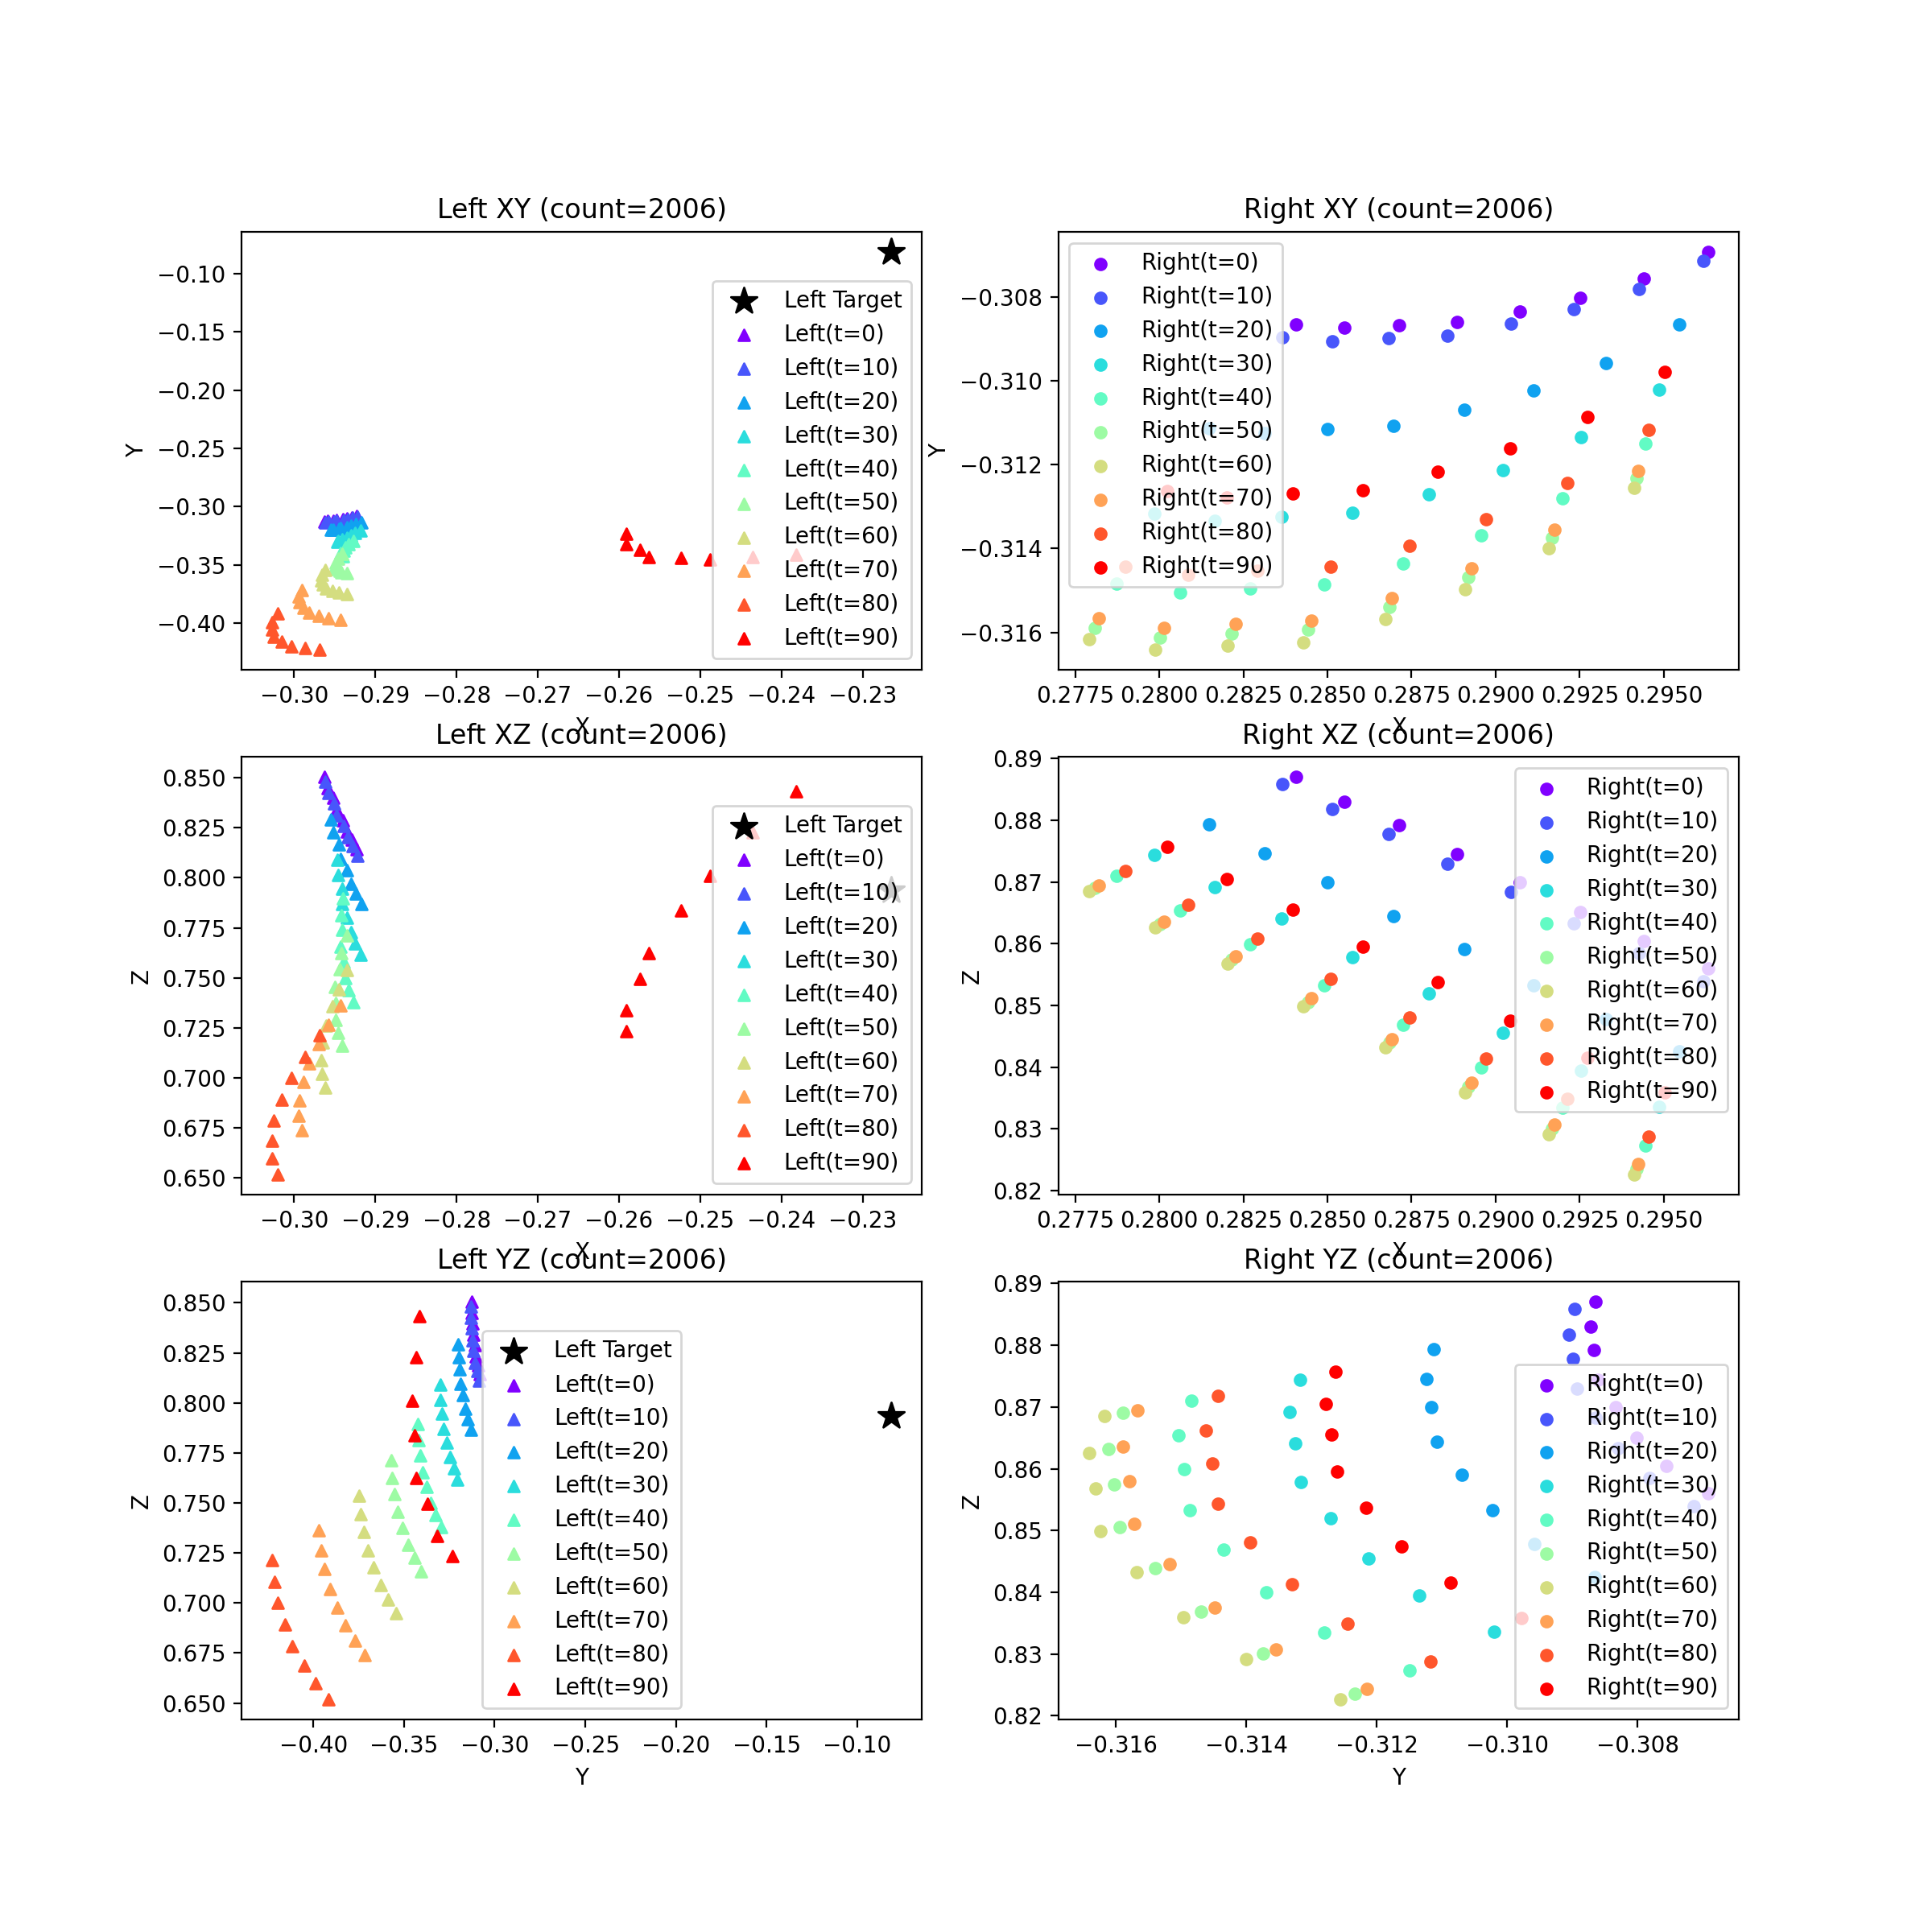 Left XY (count=2006)
−0.10
−0.15
−0.20
−0.25
−0.30
−0.35
−0.40
Y
Left Target
Left(t=0)
Left(t=10)
Left(t=20)
Left(t=30)
Left(t=40)
Left(t=50)
Left(t=60)
Left(t=70)
Left(t=80)
Left(t=90)
−0.30 −0.29 −0.28 −0.27 −0.26 −0.25 −0.24 −0.23
X
Right XY (count=2006)
−0.308
−0.310
−0.312
−0.314
−0.316
Y
Right(t=0)
Right(t=10)
Right(t=20)
Right(t=30)
Right(t=40)
Right(t=50)
Right(t=60)
Right(t=70)
Right(t=80)
Right(t=90)
0.2775 0.2800 0.2825 0.2850 0.2875 0.2900 0.2925 0.2950
X
Left XZ (count=2006)
0.850
0.825
0.800
0.775
0.750
0.725
0.700
0.675
0.650
Z
Left Target
Left(t=0)
Left(t=10)
Left(t=20)
Left(t=30)
Left(t=40)
Left(t=50)
Left(t=60)
Left(t=70)
Left(t=80)
Left(t=90)
−0.30 −0.29 −0.28 −0.27 −0.26 −0.25 −0.24 −0.23
X
Right XZ (count=2006)
0.89
0.88
0.87
0.86
0.85
0.84
0.83
0.82
Z
Right(t=0)
Right(t=10)
Right(t=20)
Right(t=30)
Right(t=40)
Right(t=50)
Right(t=60)
Right(t=70)
Right(t=80)
Right(t=90)
0.2775 0.2800 0.2825 0.2850 0.2875 0.2900 0.2925 0.2950
X
Left YZ (count=2006)
0.850
0.825
0.800
0.775
0.750
0.725
0.700
0.675
0.650
Z
Left Target
Left(t=0)
Left(t=10)
Left(t=20)
Left(t=30)
Left(t=40)
Left(t=50)
Left(t=60)
Left(t=70)
Left(t=80)
Left(t=90)
−0.40 −0.35 −0.30 −0.25 −0.20 −0.15 −0.10
Y
Right YZ (count=2006)
0.89
0.88
0.87
0.86
0.85
0.84
0.83
0.82
Z
Right(t=0)
Right(t=10)
Right(t=20)
Right(t=30)
Right(t=40)
Right(t=50)
Right(t=60)
Right(t=70)
Right(t=80)
Right(t=90)
−0.316 −0.314 −0.312 −0.310 −0.308
Y